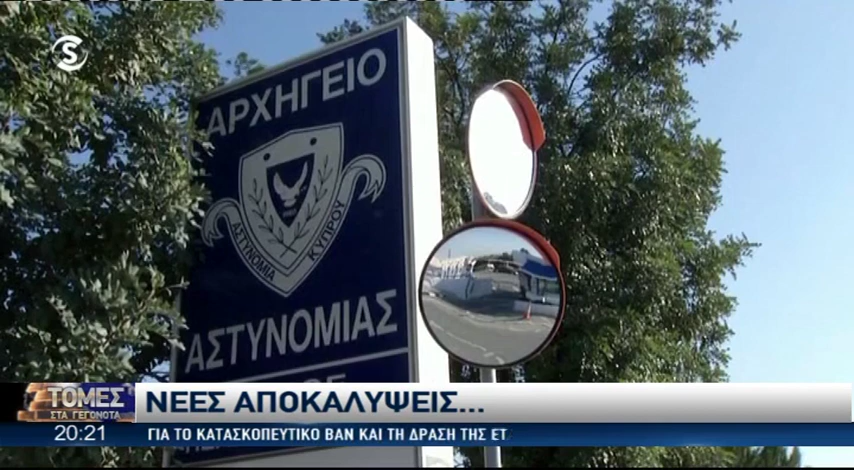 ΑΡΧΗΓΕΙΟ
ΑΣΤΥΝΟΜΙΑ ΚΥΠΡΟΥ
ΑΣΤΥΝΟΜΙΑΣ
ΤΟΜΕΣ
ΣΤΑ ΓΕΓΟΝΟΤΑ
ΝΕΕΣ ΑΠΟΚΑΛΥΨΕΙΣ...
20:21
ΓΙΑ ΤΟ ΚΑΤΑΣΚΟΠΕΥΤΙΚΟ ΒΑΝ ΚΑΙ ΤΗ ΔΡΑΣΗ ΤΗΣ ΕΤ